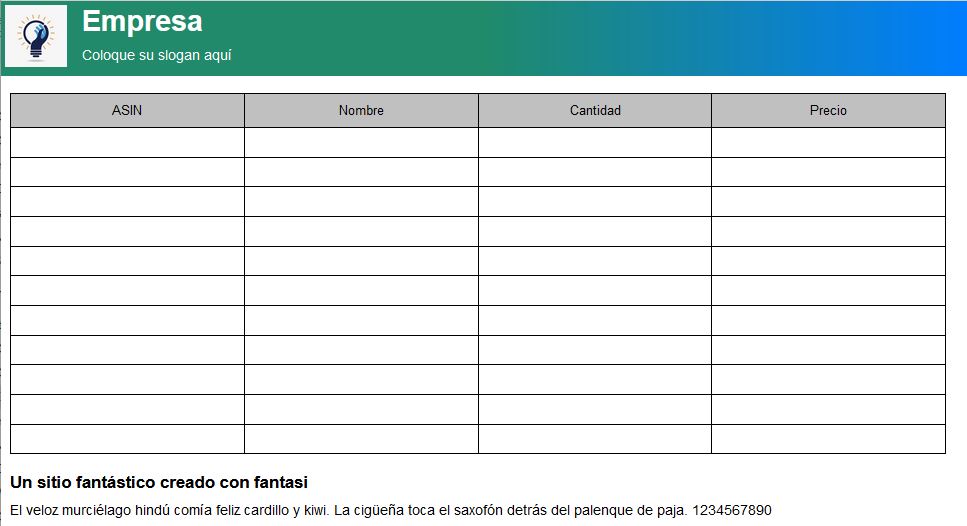 Empresa
Coloque su slogan aquí
ASIN Nombre Cantidad Precio
Un sitio fantástico creado con fantasi
El veloz murciélago hindú comía feliz cardillo y kiwi. La cigüeña toca el saxofón detrás del palenque de paja. 1234567890